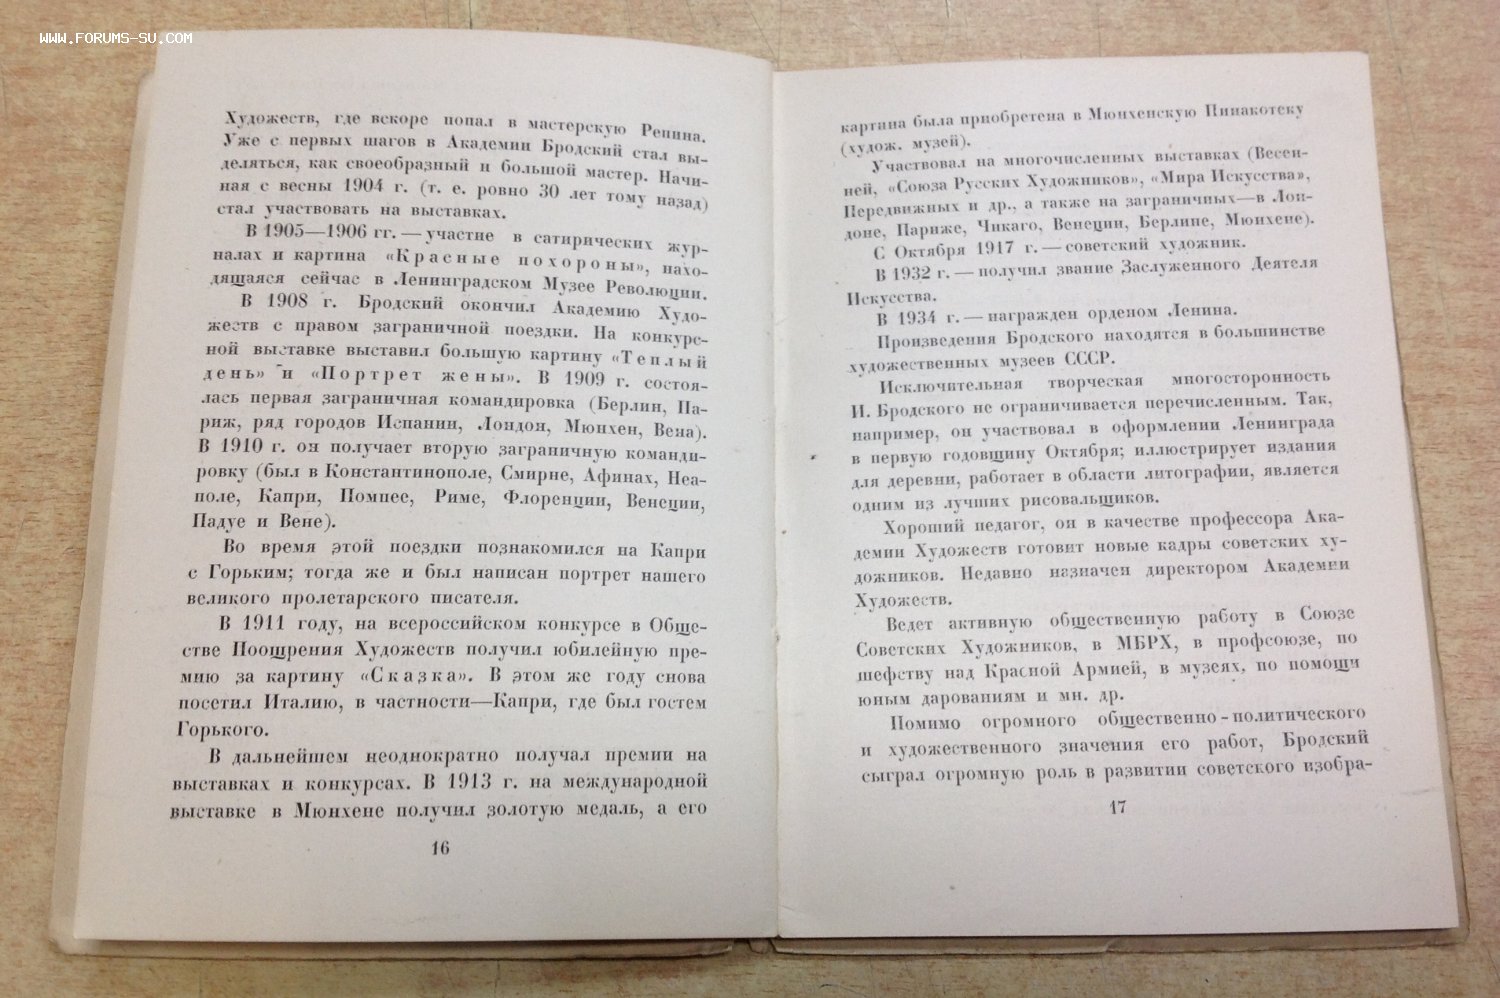 WWW.FORUMS-SU.COM
Художеств, где вскоре попал в мастерскую Репина.
Уже с первых шагов в Академии Бродский стал вы-
деляться, как своеобразный и большой мастер. Начи-
ная с весны 1904 г. (т. е. ровно 30 лет тому назад)
стал участвовать на выставках.
В 1905—1906 гг. — участие в сатирических жур-
налах и картина «Красные похороны», нахо-
дящаяся сейчас в Ленинградском Музее Революции.
В 1908 г. Бродский окончил Академию Худо-
жеств с правом заграничной поездки. На конкурс-
ной выставке выставил большую картину «Теплый
день» и «Портрет жены». В 1909 г. состоя-
лась первая заграничная командировка (Берлин, Па-
риж, ряд городов Испании, Лондон, Мюнхен, Вена).
В 1910 г. он получает вторую заграничную команди-
ровку (был в Константинополе, Смирне, Афинах, Неа-
поле, Капри, Помпее, Риме, Флоренции, Венеции,
Падуе и Вене).
Во время этой поездки познакомился на Капри
с Горьким; тогда же и был написан портрет нашего
великого пролетарского писателя.
В 1911 году, на всероссийском конкурсе в Обще-
стве Поощрения Художеств получил юбилейную пре-
мию за картину «Сказка». В этом же году снова
посетил Италию, в частности—Капри, где был гостем
Горького.
В дальнейшем неоднократно получал премии на
выставках и конкурсах. В 1913 г. на международной
выставке в Мюнхене получил золотую медаль, а его
16
картина была приобретена в Мюнхенскую Пинакотеку
(худож. музей).
Участвовал на многочисленных выставках (Весен-
ней, «Союза Русских Художников», «Мира Искусства»,
Передвижных и др., а также на заграничных—в Лон-
доне, Париже, Чикаго, Венеции, Берлине, Мюнхене).
С Октября 1917 г. — советский художник.
В 1932 г. — получил звание Заслуженного Деятеля
Искусства.
В 1934 г. — награжден орденом Ленина.
Произведения Бродского находятся в большинстве
художественных музеев СССР.
Исключительная творческая многосторонность
И. Бродского не ограничивается перечисленным. Так,
например, он участвовал в оформлении Ленинграда
в первую годовщину Октября; иллюстрирует издания
для деревни, работает в области литографии, является
одним из лучших рисовальщиков.
Хороший педагог, он в качестве профессора Ака-
демии Художеств готовит новые кадры советских ху-
дожников. Недавно назначен директором Академии
Художеств.
Ведет активную общественную работу в Союзе
Советских Художников, в МБРХ, в профсоюзе, по
шефству над Красной Армией, в музеях, по помощи
юным дарованиям и мн. др.
Помимо огромного общественно-политического
и художественного значения его работ, Бродский
сыграл огромную роль в развитии советского изобра-
17